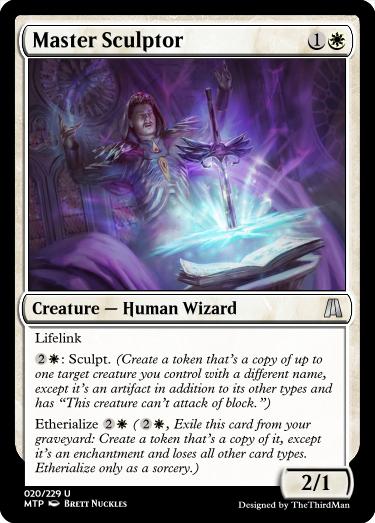 Master Sculptor 1
Creature — Human Wizard
Lifelink
2: Sculpt. (Create a token that's a copy of up to
one target creature you control with a different name,
except it's an artifact in addition to its other types and
has "This creature can't attack of block.")
Etherialize 2 ( 2, Exile this card from your
graveyard: Create a token that's a copy of it, except
it's an enchantment and loses all other card types.
Etherialize only as a sorcery.)
2/1
020/229 U
MTP Brett Nuckles
Designed by TheThirdMan